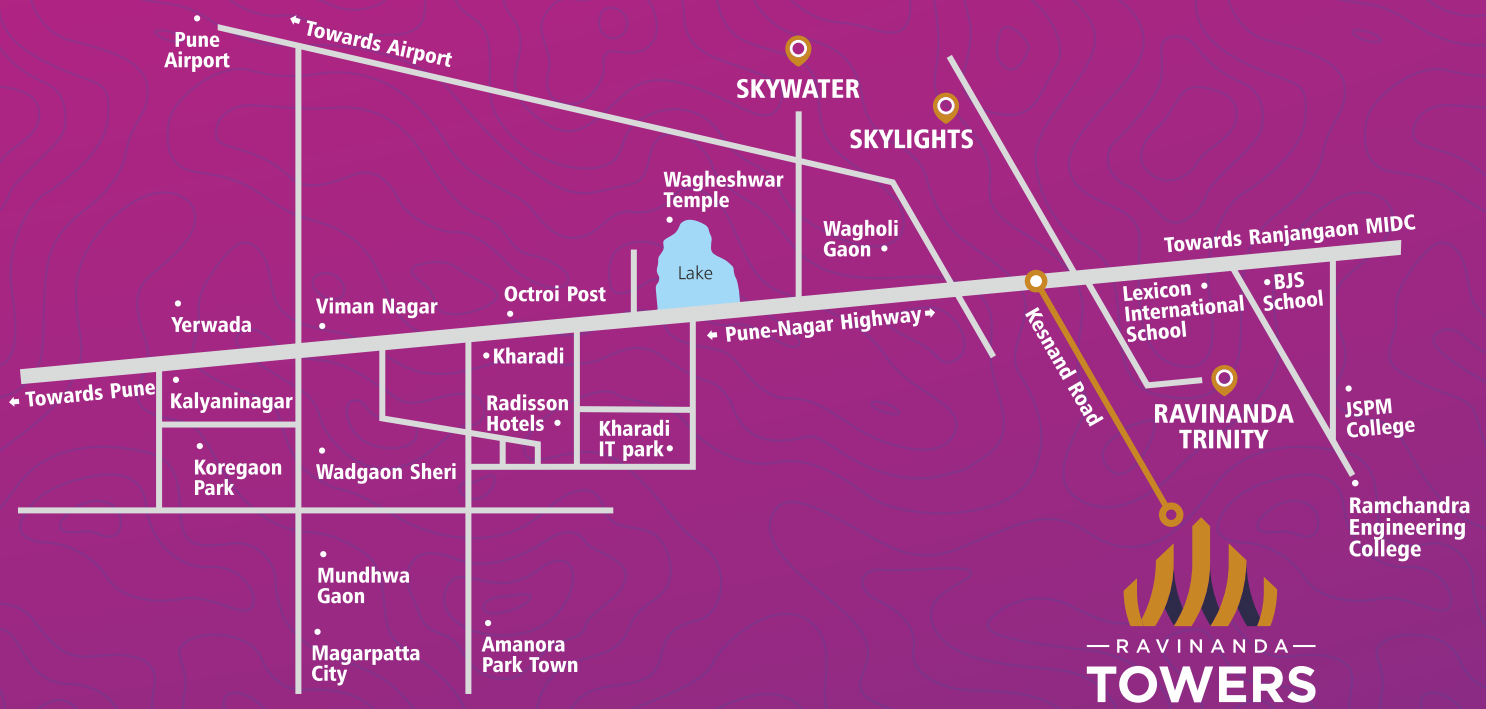 Towards Airport
Pune
Airport
SKYWATER
SKYLIGHTS
Wagheshwar
Temple
Lake
Wagholi
Gaon
Towards Ranjangaon MIDC
Yerwada
Viman Nagar
Octroi Post
Pune-Nagar Highway
Lexicon
International
School
BJS
School
Kharadi
Towards Pune
Kalyaninagar
Radisson
Hotels
Kharadi
IT park
Kesnand Road
RAVINANDA
TRINITY
JSPM
College
Koregaon
Park
Wadgaon Sheri
Ramchandra
Engineering
College
Mundhwa
Gaon
Magarpatta
City
Amanora
Park Town
RAVINANDA
TOWERS